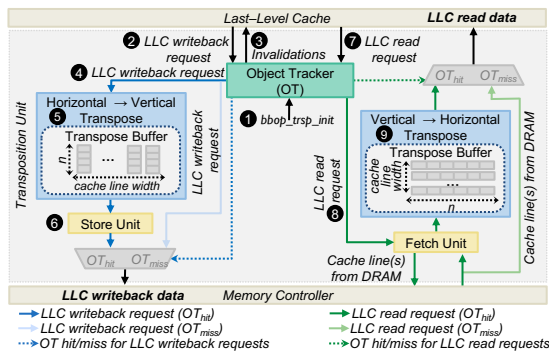 Last–Level Cache
LLC read data
2 LLC writeback request
3 Invalidations
7 LLC read request
4 LLC writeback request
Object Tracker
(OT)
OThit OTmiss
1 bbop_trsp_init
Transposition Unit
Horizontal → Vertical
5 Transpose
Transpose Buffer
n
...
cache line width
LLC writeback request
LLC read request
8
Vertical → Horizontal
9 Transpose
Transpose Buffer
cache line width
...
n
Cache line(s) from DRAM
6 Store Unit
Fetch Unit
OThit OTmiss
Cache line(s)
from DRAM
LLC writeback data
Memory Controller
LLC writeback request (OThit)
LLC read request (OThit)
LLC writeback request (OTmiss)
LLC read request (OTmiss)
OT hit/miss for LLC writeback requests
OT hit/miss for LLC read requests